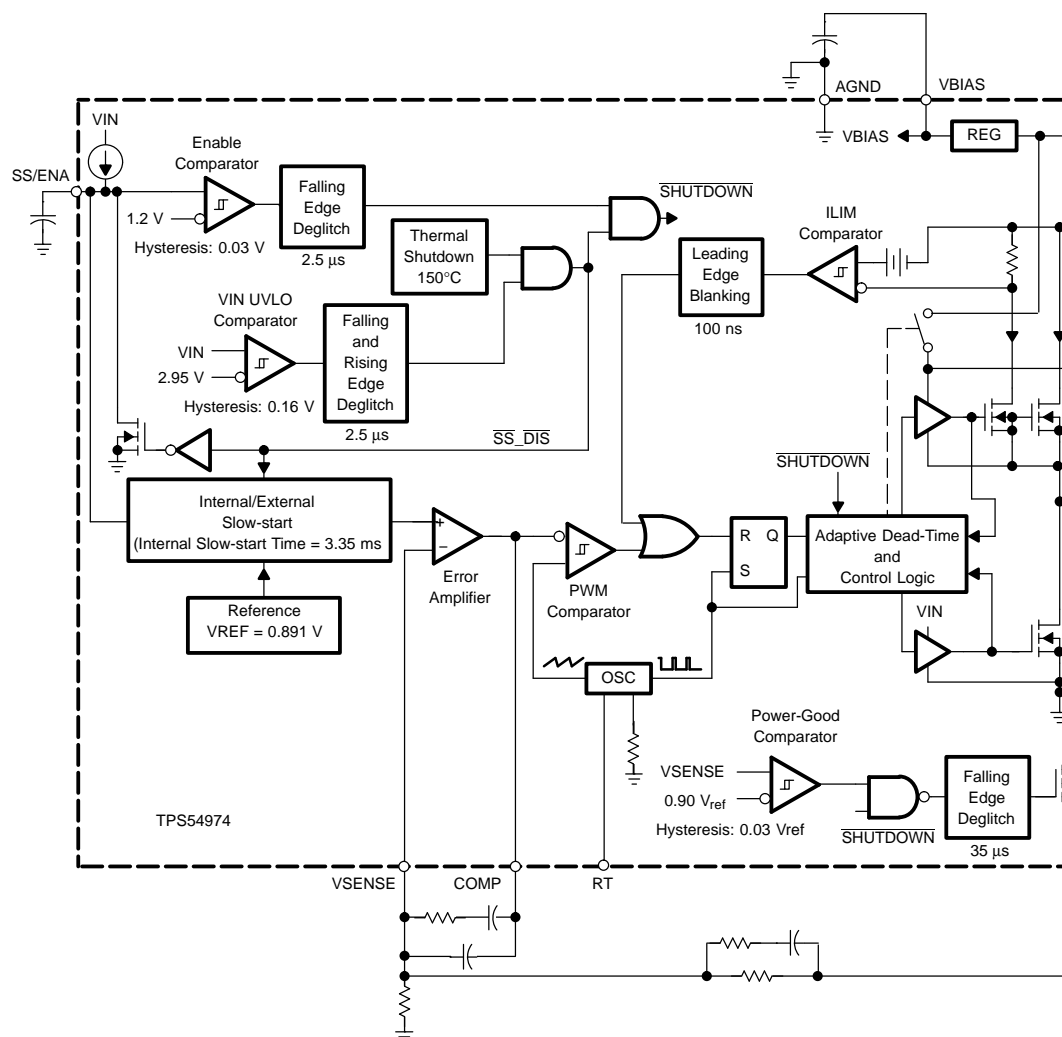 AGND
VBIAS
VIN
Enable
Comparator
VBIAS
REG
SS/ENA
Falling
Edge
Deglitch
SHUTDOWN
1.2 V
Hysteresis: 0.03 V
2.5 µs
Thermal
Shutdown
150°C
ILIM
Comparator
Leading
Edge
Blanking
100 ns
VIN UVLO
Comparator
Falling
and
Rising
Edge
Deglitch
VIN
2.95 V
Hysteresis: 0.16 V
2.5 µs
SS_DIS
SHUTDOWN
Internal/External
Slow-start
(Internal Slow-start Time = 3.35 ms
+
−
Error
Amplifier
PWM
Comparator
R Q
S
Adaptive Dead-Time
and
Control Logic
Reference
VREF = 0.891 V
VIN
OSC
Power-Good
Comparator
VSENSE
0.90 Vref
Hysteresis: 0.03 Vref
SHUTDOWN
Falling
Edge
Deglitch
35 µs
TPS54974
VSENSE
COMP
RT